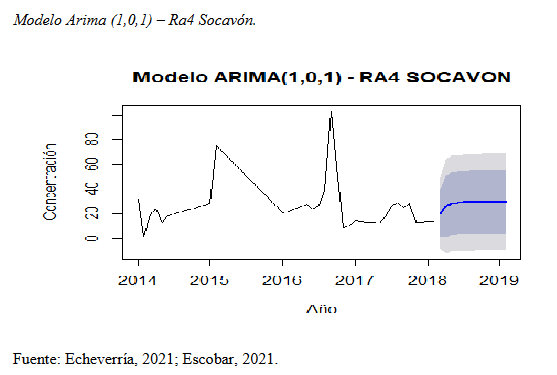 Modelo Arima (1,0,1) – Ra4 Socavón.
Modelo ARIMA(1,0,1) - RA4 SOCAVON
Concentración
80
60
40
20
0
2014 2015 2016 2017 2018 2019
Año
Fuente: Echeverría, 2021; Escobar, 2021.